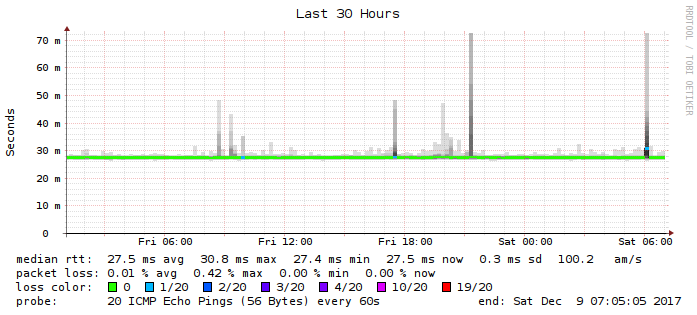 Last 30 Hours
RRDTOOL / TOBI OETIKER
Seconds
70 m
60 m
50 m
40 m
30 m
20 m
10 m
0
Fri 06:00 Fri 12:00 Fri 18:00 Sat 00:00 Sat 06:00
median rtt: 27.5 ms avg 30.8 ms max 27.4 ms min 27.5 ms now 0.3 ms sd 100.2 am/s
packet loss: 0.01 % avg 0.42 % max 0.00 % min 0.00 % now
loss color: 0 1/20 2/20 3/20 4/20 10/20 19/20
probe: 20 ICMP Echo Pings (56 Bytes) every 60s end: Sat Dec 9 07:05:05 2017